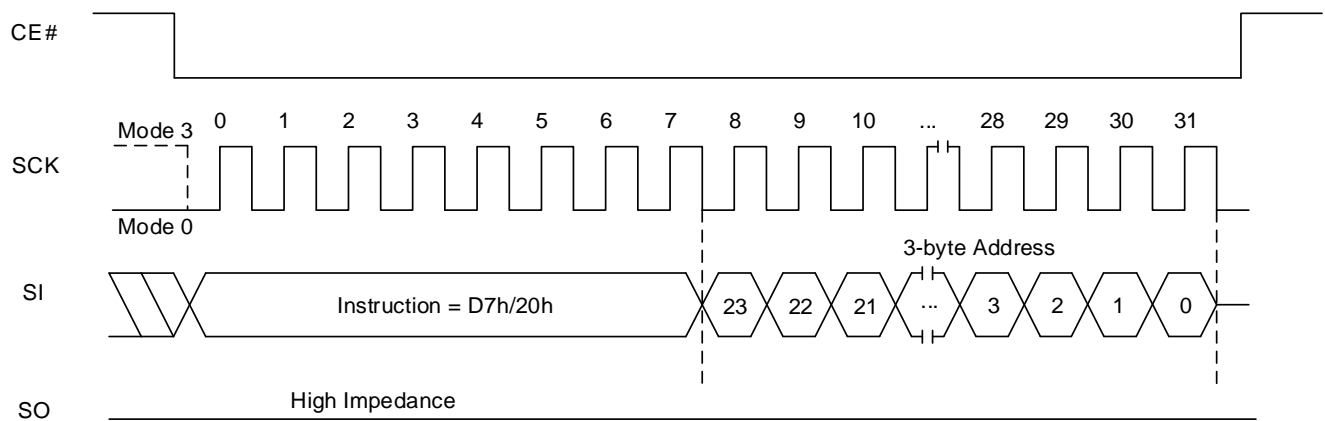 CE#
0 1 2 3 4 5 6 7 8 9 10 ... 28 29 30 31
Mode 3
SCK
Mode 0
3-byte Address
SI
Instruction = D7h/20h 23 22 21 ... 3 2 1 0
High Impedance
SO